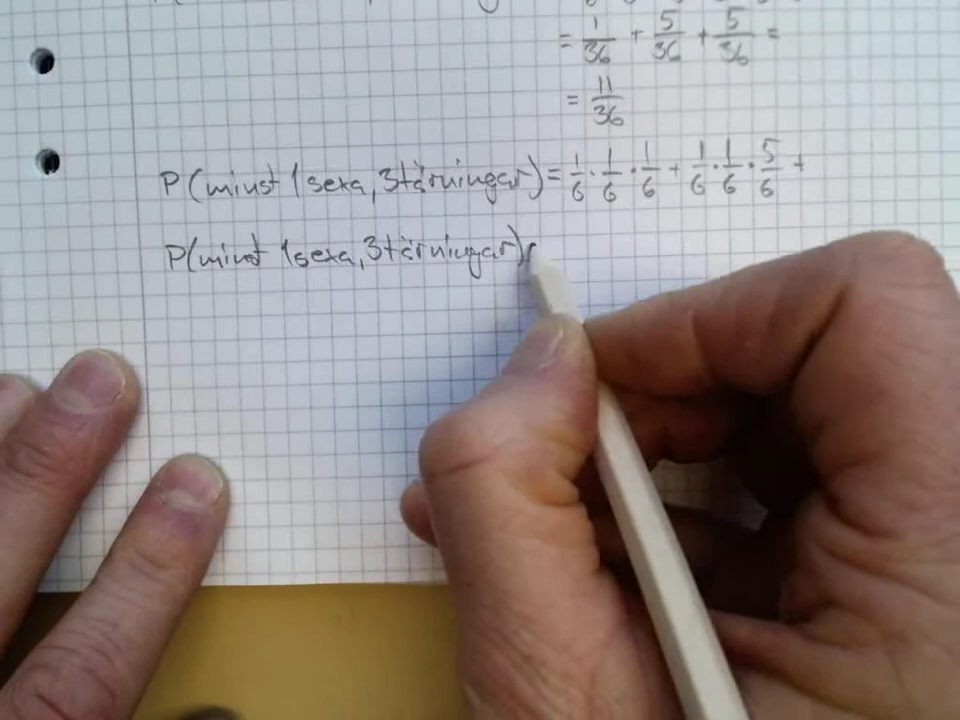 = 1/36 + 5/36 + 5/36 =
= 11/36
P(minst 1 sexa, 3 tärningar) = 1/6 · 1/6 · 1/6 + 1/6 · 1/6 · 5/6 +
P(minst 1 sexa, 3 tärningar)